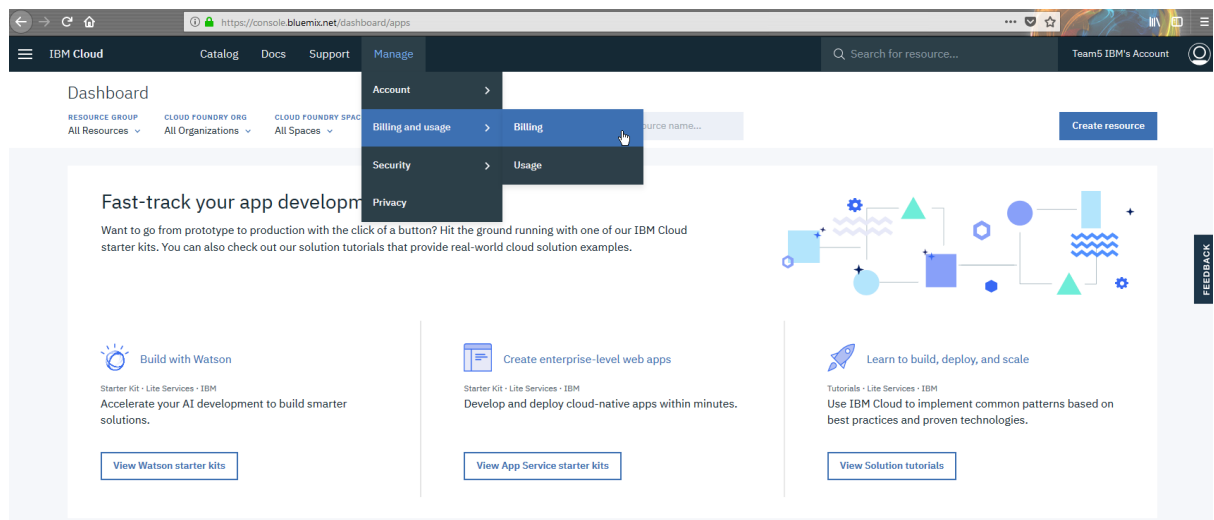 https://console.bluemix.net/dashboard/apps
IBM Cloud Catalog Docs Support Manage Search for resource... Team5 IBM's Account
Dashboard
Account
RESOURCE GROUP CLOUD FOUNDRY ORG CLOUD FOUNDRY SPAC
All Resources All Organizations All Spaces
Billing and usage Billing
name...
Create resource
Security Usage
Privacy
Fast-track your app developm
Want to go from prototype to production with the click of a button? Hit the ground running with one of our IBM Cloud
starter kits. You can also check out our solution tutorials that provide real-world cloud solution examples.
FEEDBACK
Build with Watson
Starter Kit · Lite Services · IBM
Accelerate your AI development to build smarter
solutions.
View Watson starter kits
Create enterprise-level web apps
Starter Kit · Lite Services · IBM
Develop and deploy cloud-native apps within minutes.
View App Service starter kits
Learn to build, deploy, and scale
Tutorials · Lite Services · IBM
Use IBM Cloud to implement common patterns based on
best practices and proven technologies.
View Solution tutorials